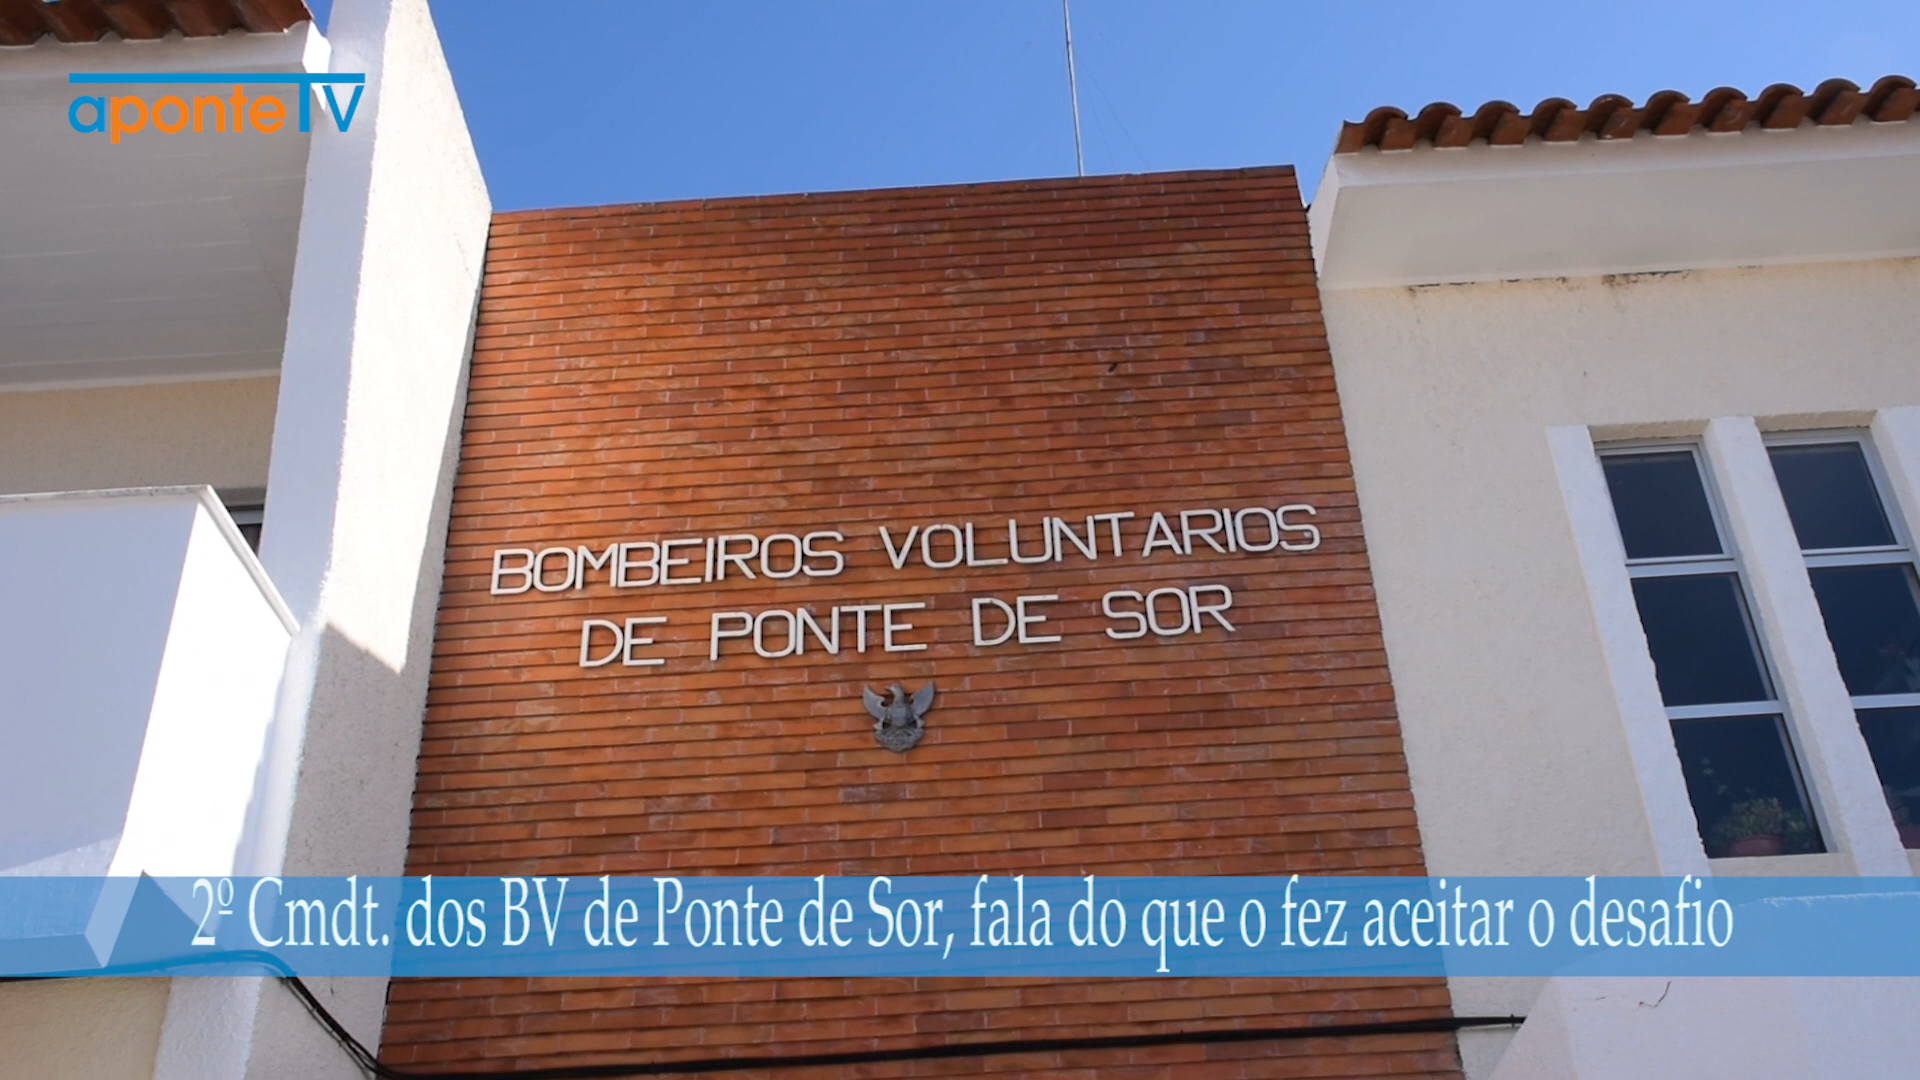 aponteTV
BOMBEIROS VOLUNTARIOS
DE PONTE DE SOR
2º Cmdt. dos BV de Ponte de Sor, fala do que o fez aceitar o desafio